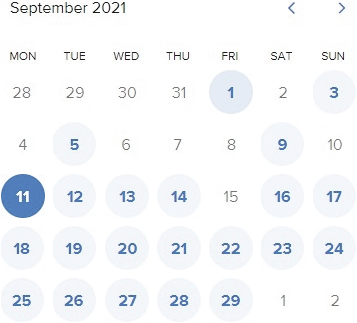 September 2021
MON TUE WED THU FRI SAT SUN
28 29 30 31 1 2 3
4 5 6 7 8 9 10
11 12 13 14 15 16 17
18 19 20 21 22 23 24
25 26 27 28 29 1 2